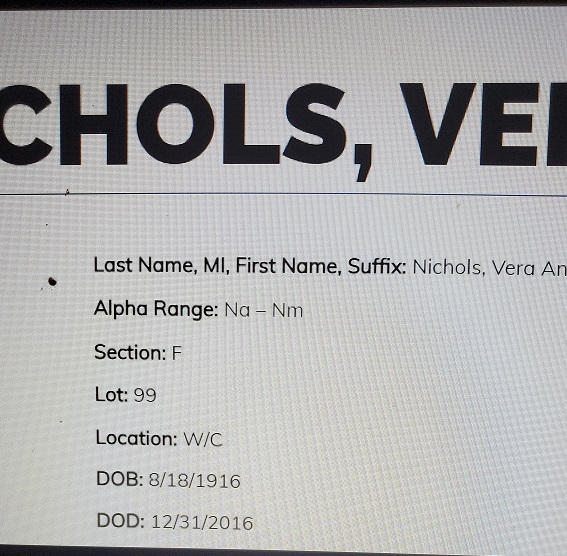 CHOLS, VE
Last Name, MI, First Name, Suffix: Nichols, Vera An
Alpha Range: Na – Nm
Section: F
Lot: 99
Location: W/C
DOB: 8/18/1916
DOD: 12/31/2016